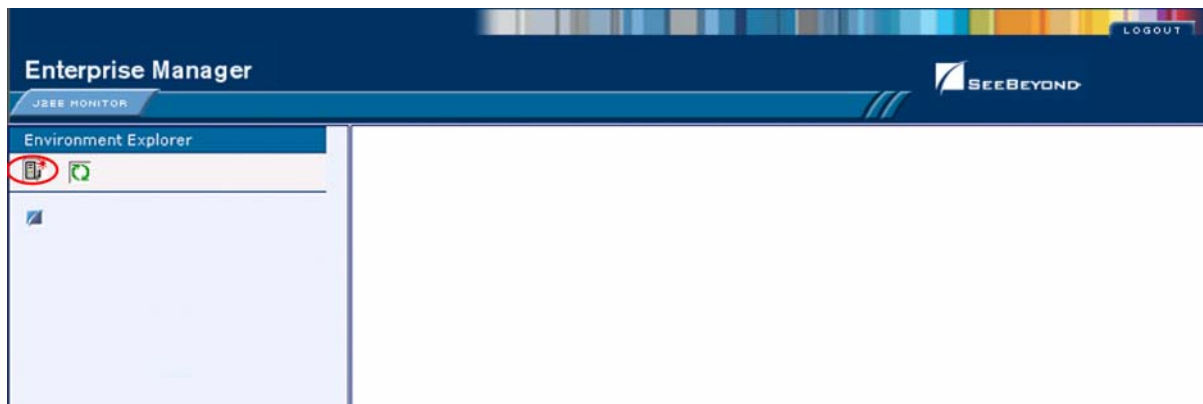 LOGOUT
Enterprise Manager
SEEBEYOND
J2EE MONITOR
Environment Explorer